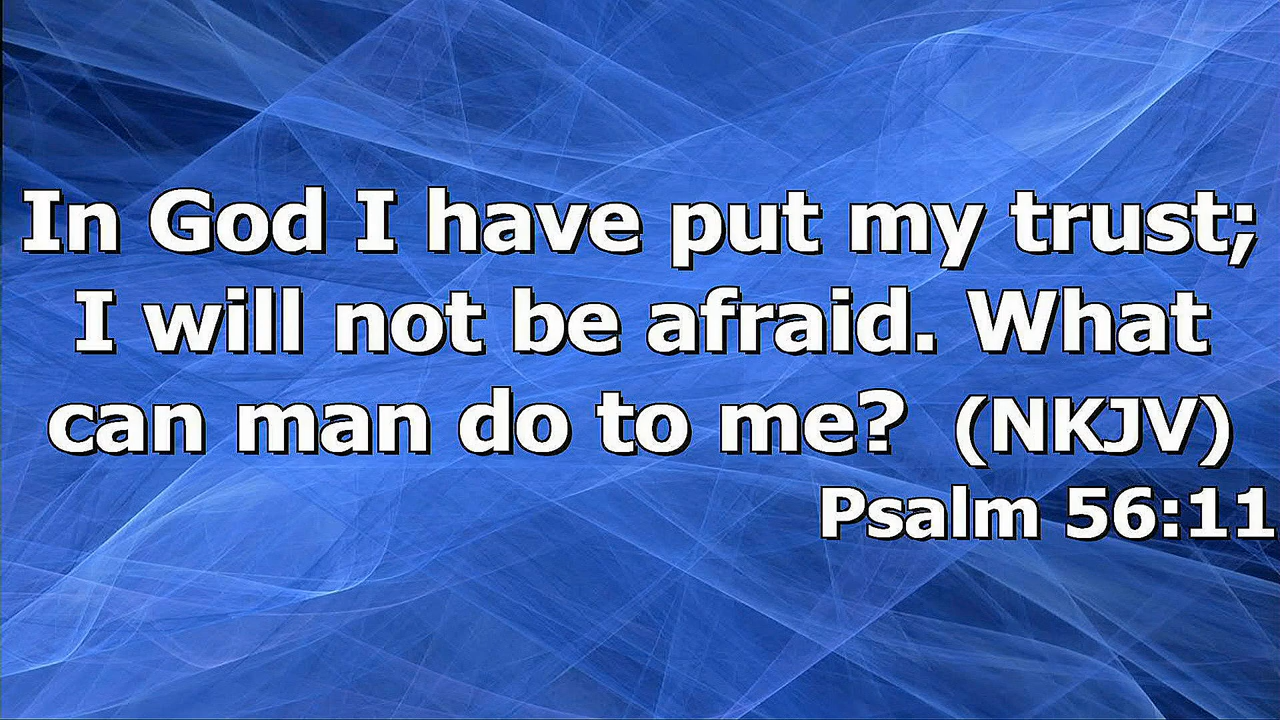 In God I have put my trust;
I will not be afraid. What
can man do to me? (NKJV)
Psalm 56:11